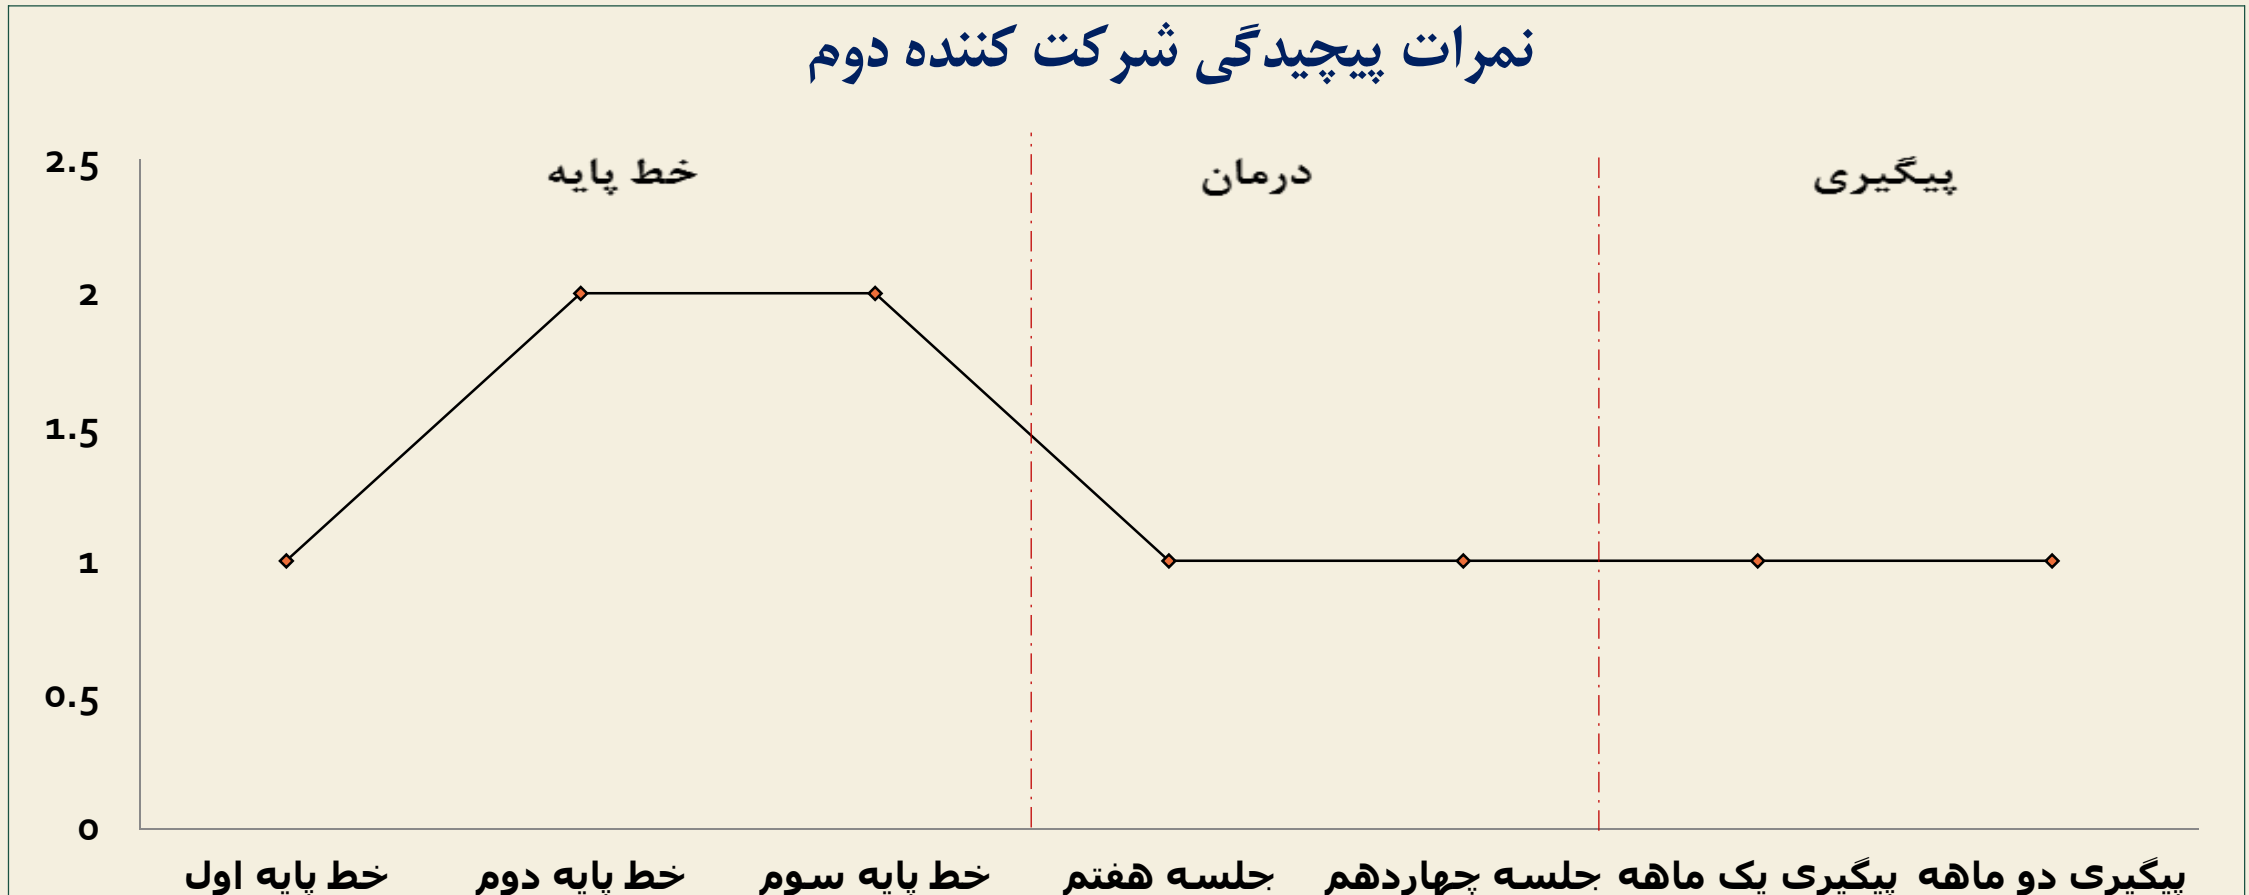 نمرات پیچیدگی شرکت کننده دوم
خط پایه
درمان
پیگیری
2.5
2
1.5
1
0.5
0
خط پایه اول
خط پایه دوم
خط پایه سوم
جلسه هفتم
جلسه چهاردهم
پیگیری یک ماهه
پیگیری دو ماهه